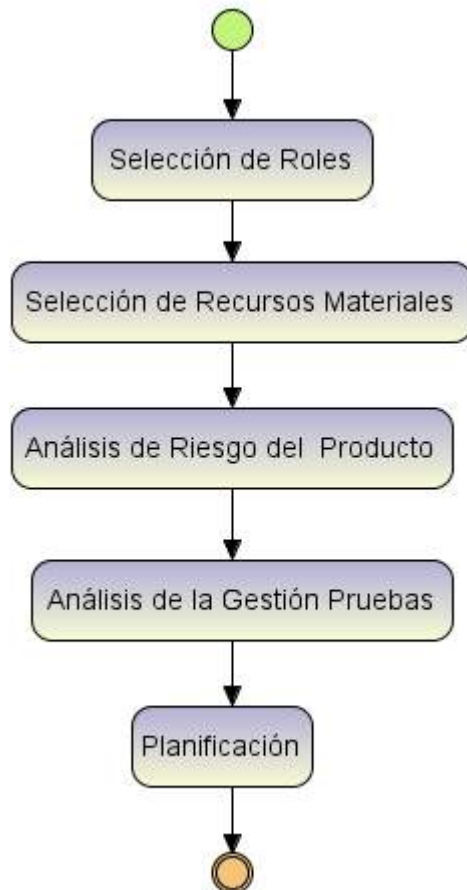 Selección de Roles
Selección de Recursos Materiales
Análisis de Riesgo del  Producto
Análisis de la Gestión Pruebas
Planificación